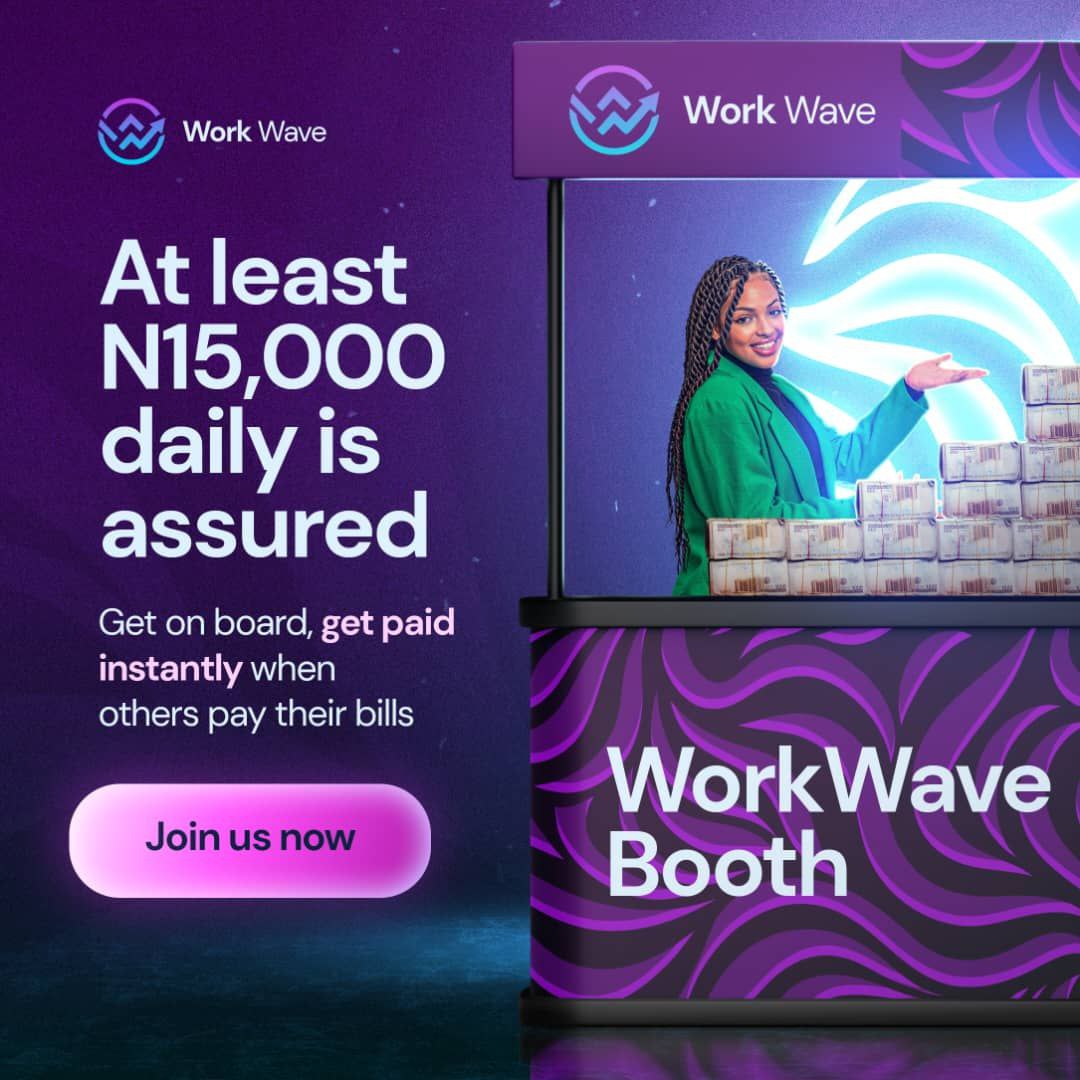 Work Wave
At least
N15,000
daily is
assured
Get on board, get paid
instantly when
others pay their bills
Join us now
Work Wave
WorkWave
Booth